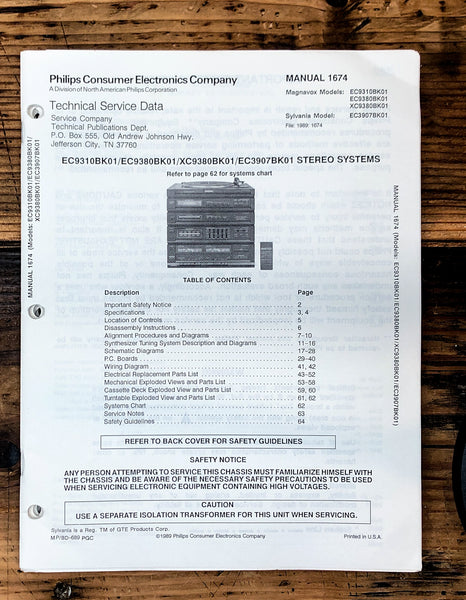 Philips Consumer Electronics Company
A Division of North American Philips Corporation
Technical Service Data
Service Company
Technical Publications Dept.
P.O. Box 555, Old Andrew Johnson Hwy.
Jefferson City, TN 37760
MANUAL 1674
Magnavox Models: EC9310BK01
EC9380BK01
XC9380BK01
Sylvania Model: EC3907BK01
File: 1989, 1674
EC9310BK01/EC9380BK01/XC9380BK01/EC3907BK01 STEREO SYSTEMS
Refer to page 62 for systems chart
TABLE OF CONTENTS
Description Page
Important Safety Notice 2
Specifications 3, 4
Location of Controls 5
Disassembly Instructions 6
Alignment Procedures and Diagrams 7–10
Synthesizer Tuning System Description and Diagrams 11–16
Schematic Diagrams 17–28
P.C. Boards 29–40
Wiring Diagram 41, 42
Electrical Replacement Parts List 43–52
Mechanical Exploded Views and Parts List 53–58
Cassette Deck Exploded View and Parts List 59, 60
Turntable Exploded View and Parts List 61, 62
Systems Chart 62
Service Notes 63
Safety Guidelines 64
REFER TO BACK COVER FOR SAFETY GUIDELINES
SAFETY NOTICE
ANY PERSON ATTEMPTING TO SERVICE THIS CHASSIS MUST FAMILIARIZE HIMSELF WITH
THE CHASSIS AND BE AWARE OF THE NECESSARY SAFETY PRECAUTIONS TO BE USED
WHEN SERVICING ELECTRONIC EQUIPMENT CONTAINING HIGH VOLTAGES.
CAUTION
USE A SEPARATE ISOLATION TRANSFORMER FOR THIS UNIT WHEN SERVICING.
Sylvania is a Reg. TM of GTE Products Corp.
MP/BD-689 PGC
©1989 Philips Consumer Electronics Company
Printed in U.S.A.
MANUAL 1674 (Models: EC9310BK01/EC9380BK01/
XC9380BK01/EC3907BK01)
MANUAL 1674 (Models: EC9310BK01/EC9380BK01/XC9380BK01/EC3907BK01)